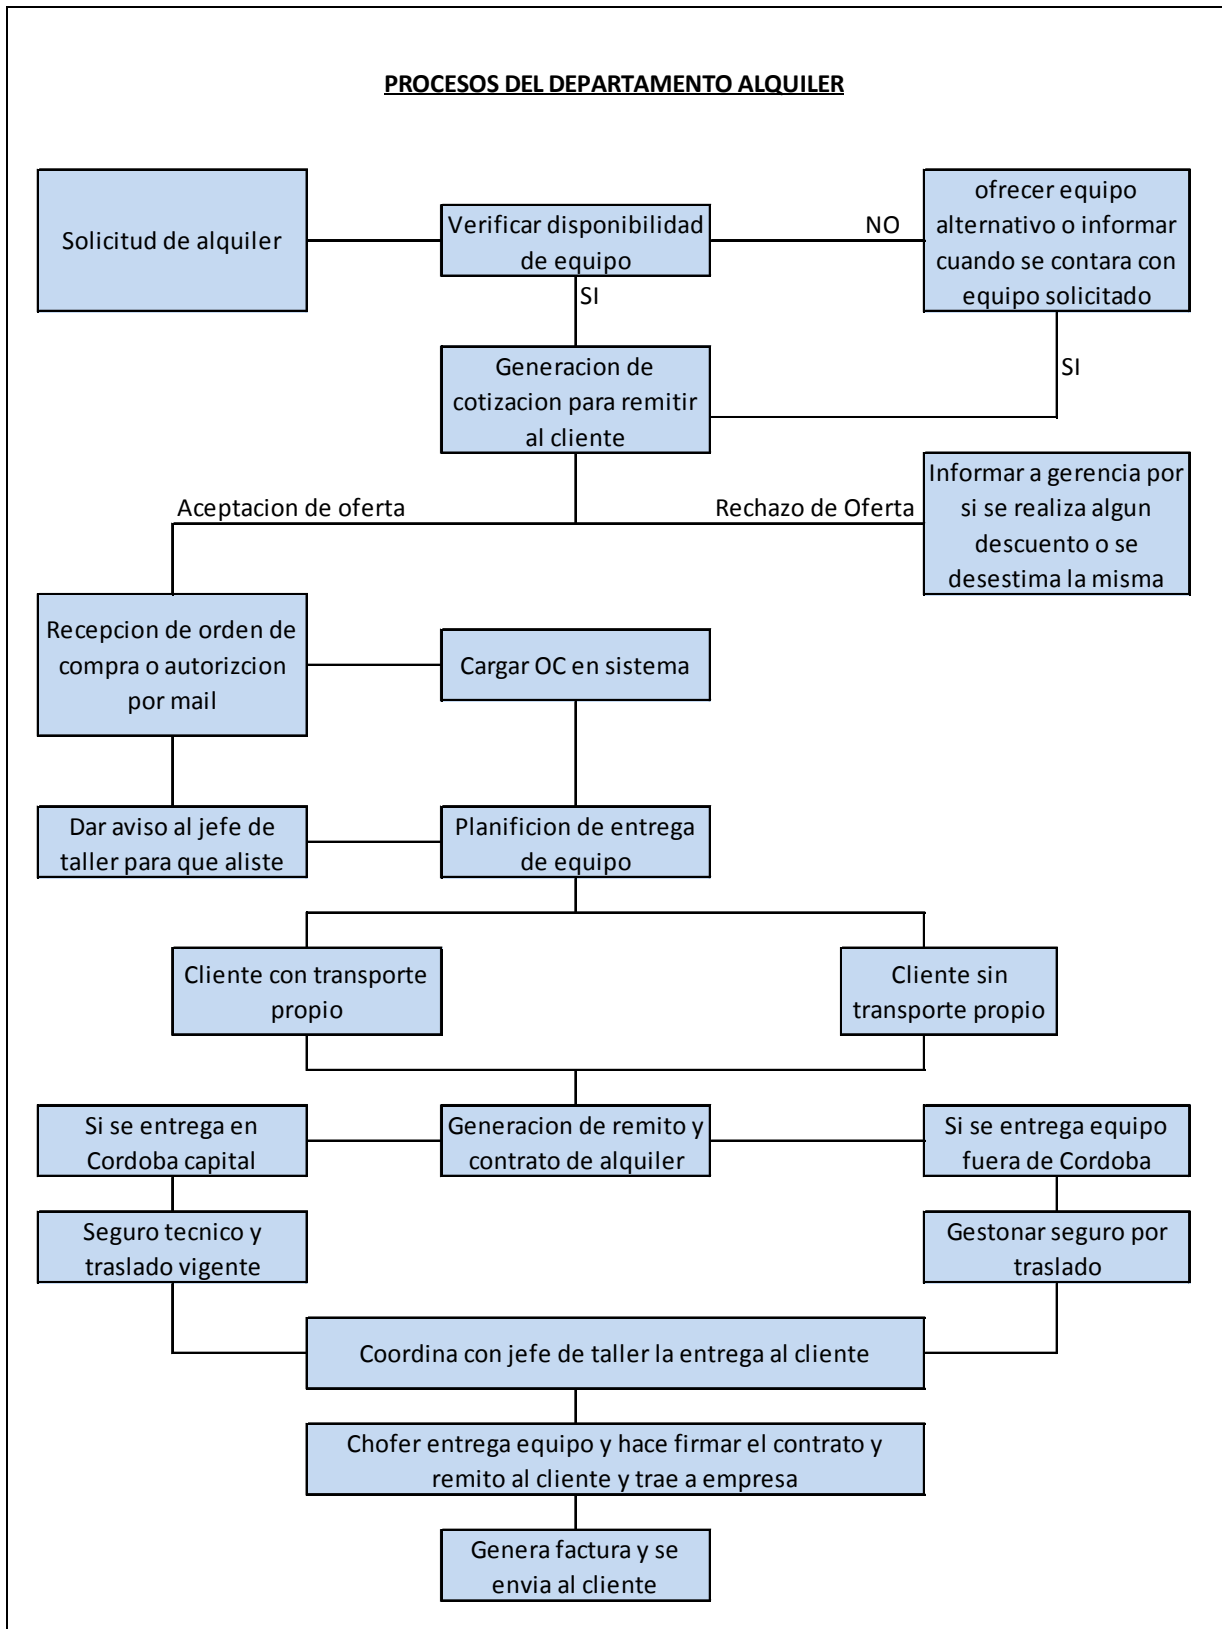 PROCESOS DEL DEPARTAMENTO ALQUILER
Solicitud de alquiler
Verificar disponibilidad
de equipo
NO
ofrecer equipo
alternativo o informar
cuando se contara con
equipo solicitado
SI
SI
Generacion de
cotizacion para remitir
al cliente
Aceptacion de oferta
Rechazo de Oferta
Informar a gerencia por
si se realiza algun
descuento o se
desestima la misma
Recepcion de orden de
compra o autorizcion
por mail
Cargar OC en sistema
Dar aviso al jefe de
taller para que aliste
Planificion de entrega
de equipo
Cliente con transporte
propio
Cliente sin
transporte propio
Si se entrega en
Cordoba capital
Generacion de remito y
contrato de alquiler
Si se entrega equipo
fuera de Cordoba
Seguro tecnico y
traslado vigente
Gestonar seguro por
traslado
Coordina con jefe de taller la entrega al cliente
Chofer entrega equipo y hace firmar el contrato y
remito al cliente y trae a empresa
Genera factura y se
envia al cliente